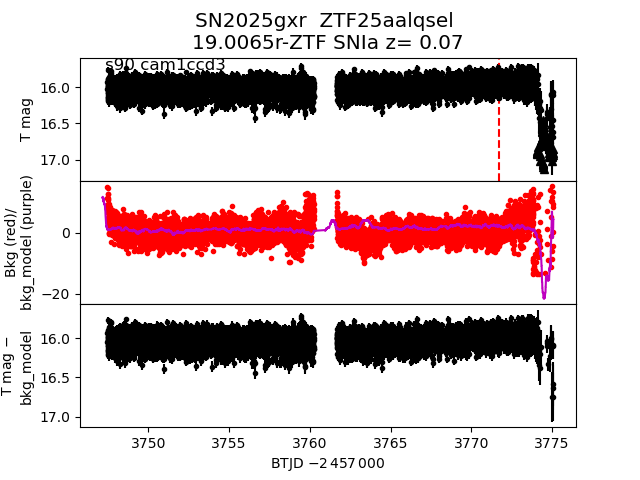 SN2025gxr ZTF25aalqsel
19.0065r-ZTF SNIa z= 0.07
s90 cam1ccd3
T mag
16.0
16.5
17.0
Bkg (red)/
bkg_model (purple)
0
−20
T mag −
bkg_model
16.0
16.5
17.0
3750
3755
3760
3765
3770
3775
BTJD −2 457 000